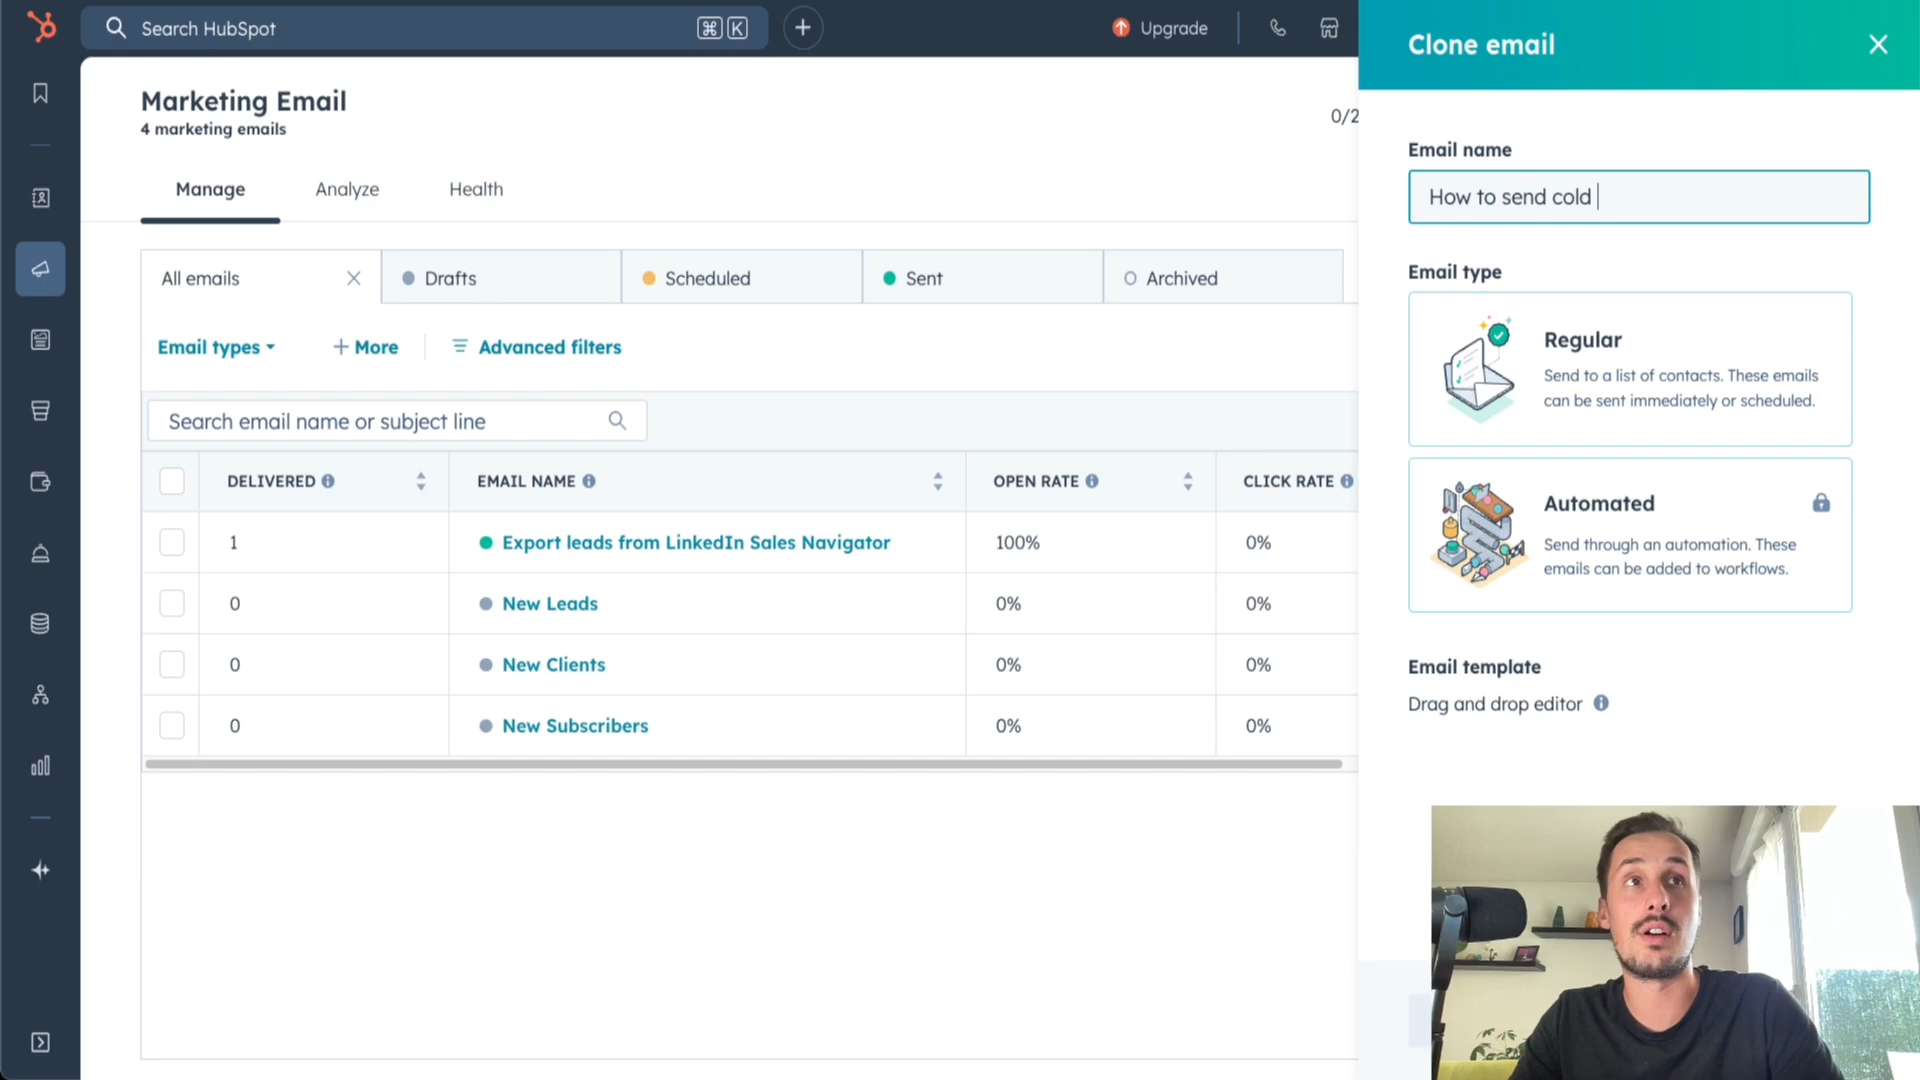 Search HubSpot
⌘ K
Upgrade
Clone email
Marketing Email
4 marketing emails
0/2
Manage
Analyze
Health
All emails
Drafts
Scheduled
Sent
Archived
Email types
+ More
Advanced filters
Search email name or subject line
DELIVERED
EMAIL NAME
OPEN RATE
CLICK RATE
1
Export leads from LinkedIn Sales Navigator
100%
0%
0
New Leads
0%
0%
0
New Clients
0%
0%
0
New Subscribers
0%
0%
Email name
How to send cold
Email type
Regular
Send to a list of contacts. These emails
can be sent immediately or scheduled.
Automated
Send through an automation. These
emails can be added to workflows.
Email template
Drag and drop editor